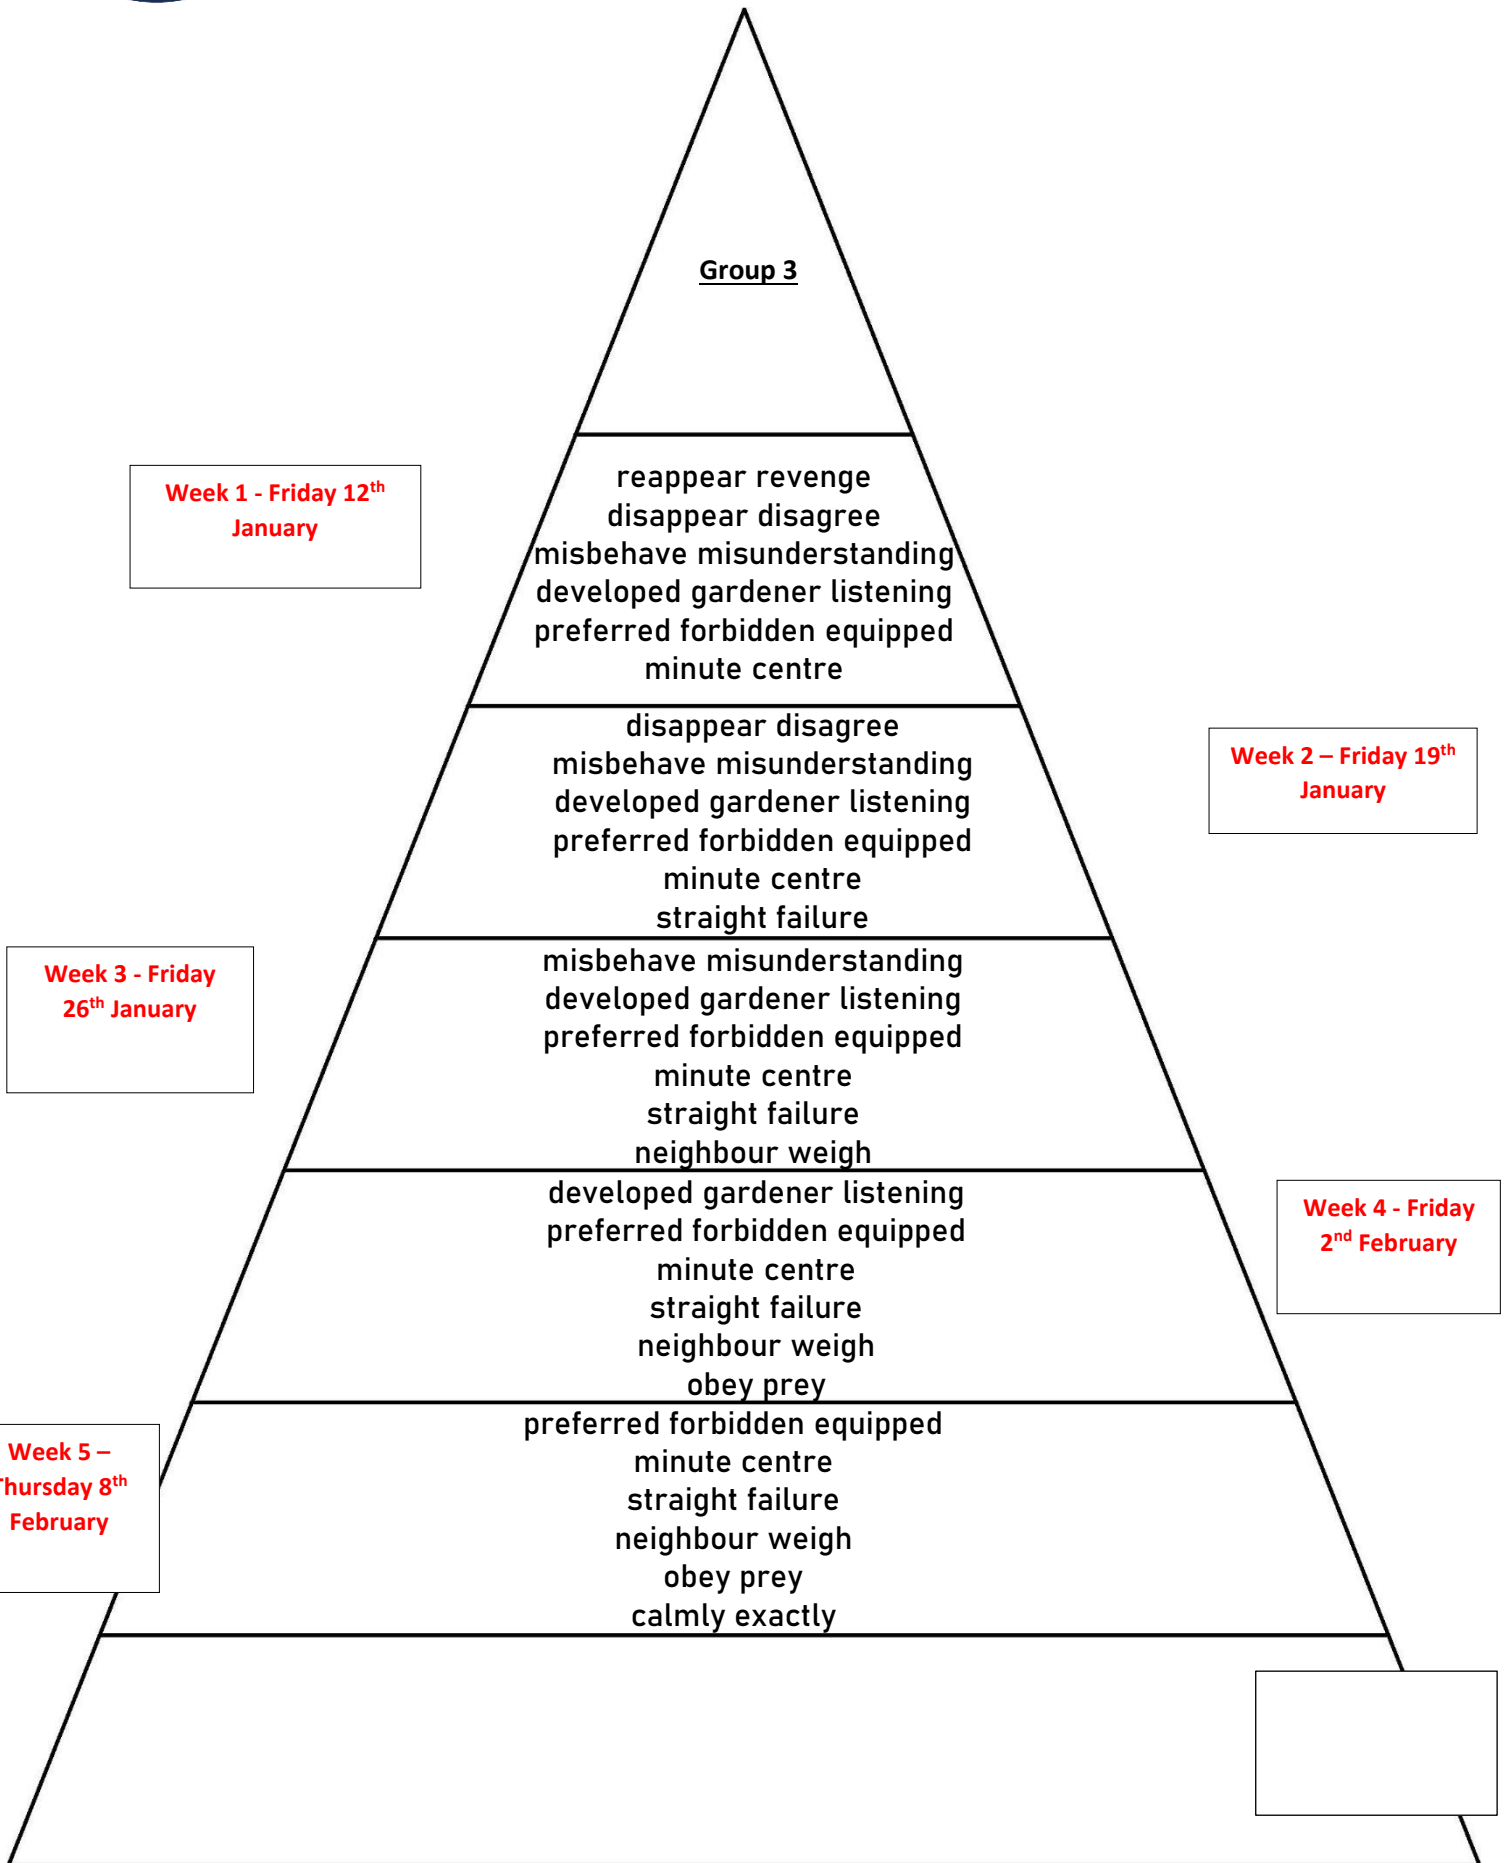 Group 3
Week 1 - Friday 12th
January
reappear revenge
disappear disagree
misbehave misunderstanding
developed gardener listening
preferred forbidden equipped
minute centre
disappear disagree
misbehave misunderstanding
developed gardener listening
preferred forbidden equipped
minute centre
straight failure
Week 2 – Friday 19th
January
Week 3 - Friday
26th January
misbehave misunderstanding
developed gardener listening
preferred forbidden equipped
minute centre
straight failure
neighbour weigh
developed gardener listening
preferred forbidden equipped
minute centre
straight failure
neighbour weigh
obey prey
Week 4 - Friday
2nd February
Week 5 –
Thursday 8th
February
preferred forbidden equipped
minute centre
straight failure
neighbour weigh
obey prey
calmly exactly